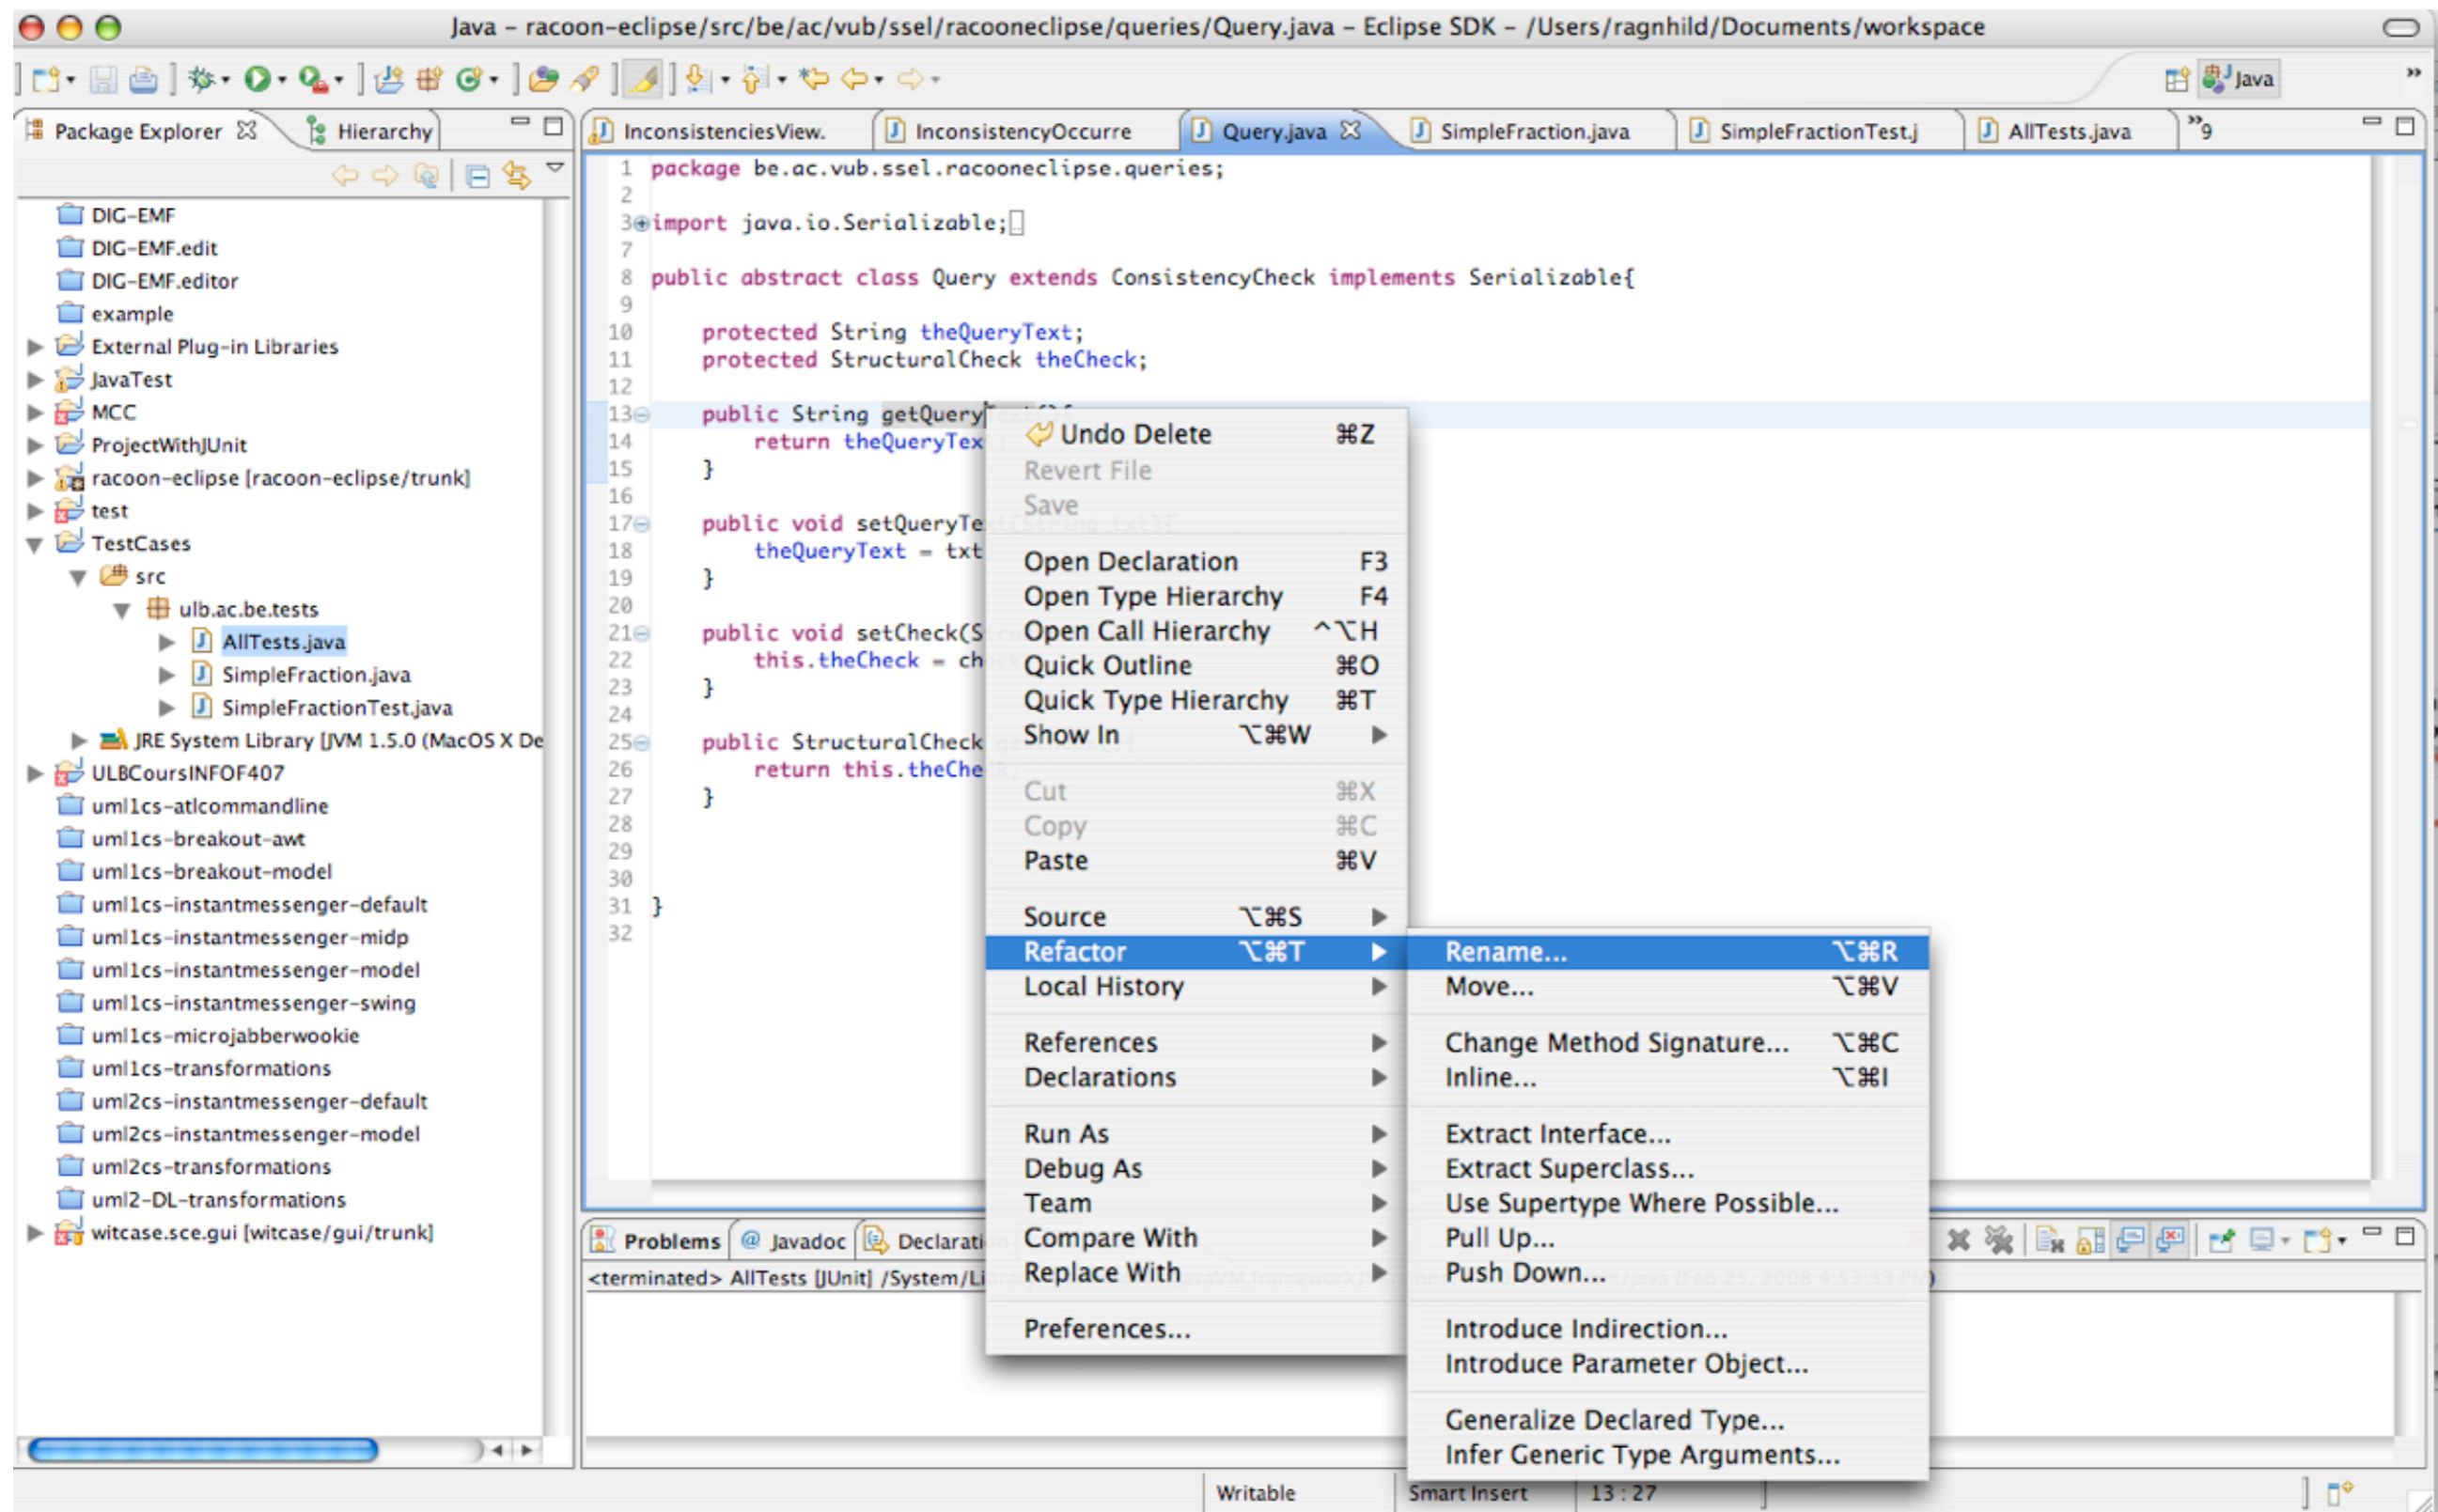 Java – racoon-eclipse/src/be/ac/vub/ssel/racooneclipse/queries/Query.java – Eclipse SDK – /Users/ragnhild/Documents/workspace
Java
Package Explorer
Hierarchy
DIG-EMF
DIG-EMF.edit
DIG-EMF.editor
example
External Plug-in Libraries
JavaTest
MCC
ProjectWithJUnit
racoon-eclipse [racoon-eclipse/trunk]
test
TestCases
src
ulb.ac.be.tests
AllTests.java
SimpleFraction.java
SimpleFractionTest.java
JRE System Library [JVM 1.5.0 (MacOS X De
ULBCoursINFOF407
uml1cs-atlcommandline
uml1cs-breakout-awt
uml1cs-breakout-model
uml1cs-instantmessenger-default
uml1cs-instantmessenger-midp
uml1cs-instantmessenger-model
uml1cs-instantmessenger-swing
uml1cs-microjabberwookie
uml1cs-transformations
uml2cs-instantmessenger-default
uml2cs-instantmessenger-model
uml2cs-transformations
uml2-DL-transformations
witcase.sce.gui [witcase/gui/trunk]
InconsistenciesView.
InconsistencyOccurre
Query.java
SimpleFraction.java
SimpleFractionTest.j
AllTests.java
»9
1 package be.ac.vub.ssel.racooneclipse.queries;
2
3 import java.io.Serializable;
7
8 public abstract class Query extends ConsistencyCheck implements Serializable{
9
10 protected String theQueryText;
11 protected StructuralCheck theCheck;
12
13 public String getQueryText(){
14 return theQueryTex
15 }
16
17 public void setQueryText(String txt){
18 theQueryText = txt
19 }
20
21 public void setCheck(S
22 this.theCheck = ch
23 }
24
25 public StructuralCheck
26 return this.theChe
27 }
28
29
30
31 }
32
Undo Delete ⌘Z
Revert File
Save
Open Declaration F3
Open Type Hierarchy F4
Open Call Hierarchy ^⌥H
Quick Outline ⌘O
Quick Type Hierarchy ⌘T
Show In ⌥⌘W
Cut ⌘X
Copy ⌘C
Paste ⌘V
Source ⌥⌘S
Refactor ⌥⌘T
Local History
References
Declarations
Run As
Debug As
Team
Compare With
Replace With
Preferences...
Rename... ⌥⌘R
Move... ⌥⌘V
Change Method Signature... ⌥⌘C
Inline... ⌥⌘I
Extract Interface...
Extract Superclass...
Use Supertype Where Possible...
Pull Up...
Push Down...
Introduce Indirection...
Introduce Parameter Object...
Generalize Declared Type...
Infer Generic Type Arguments...
Problems
@ Javadoc
Declarati
<terminated> AllTests [JUnit] /System/Li
Writable
Smart Insert
13 : 27